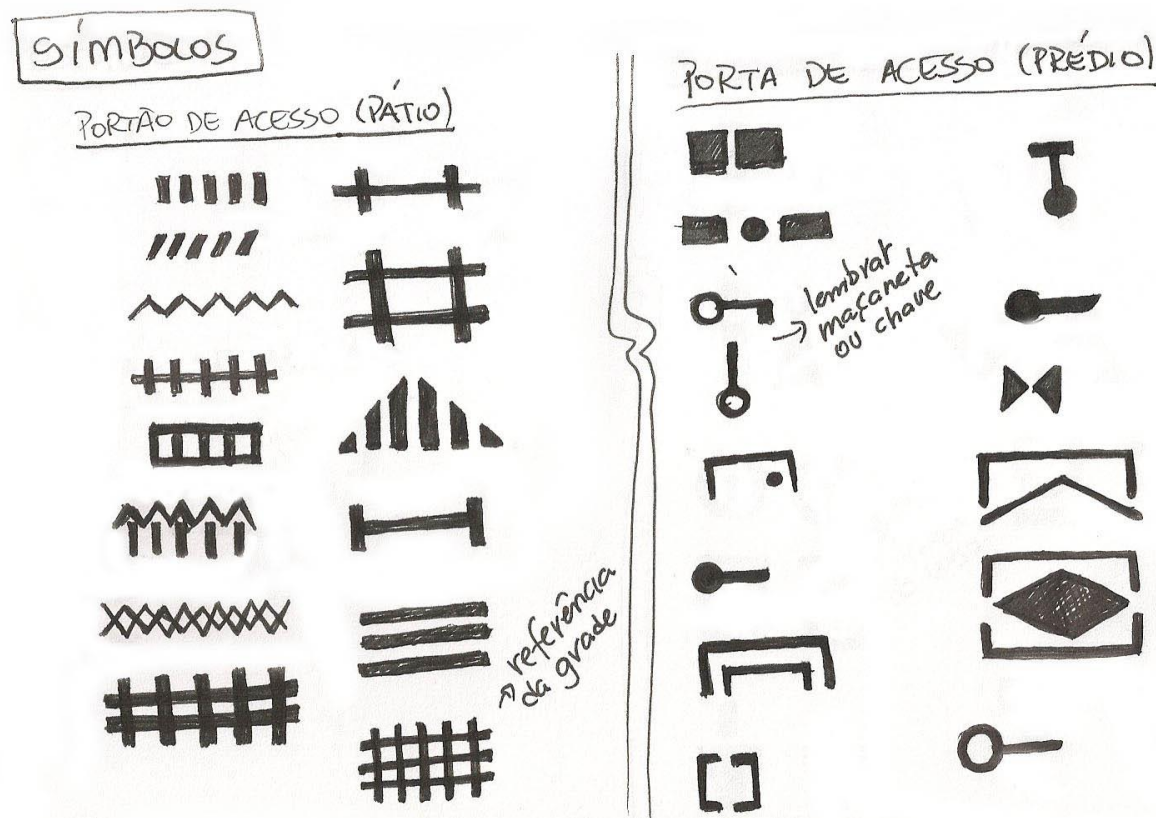 SÍMBOLOS
PORTÃO DE ACESSO (PÁTIO)
referência
da grade
PORTA DE ACESSO (PRÉDIO)
lembrar
maçaneta
ou chave